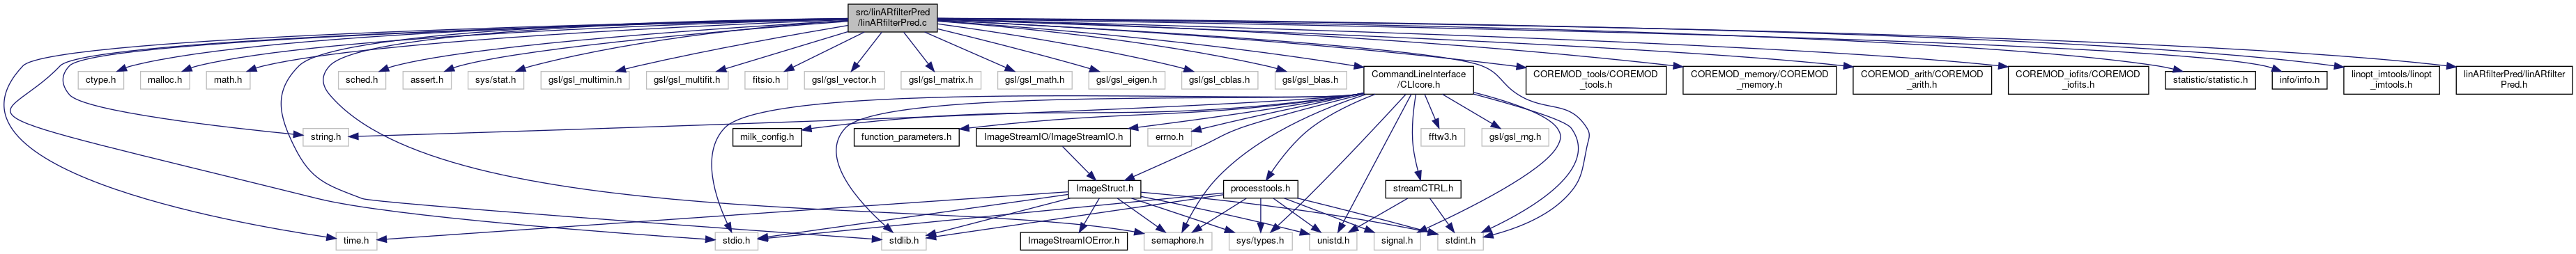 src/linARfilterPred
/linARfilterPred.c
ctype.h
malloc.h
math.h
sched.h
assert.h
sys/stat.h
gsl/gsl_multimin.h
gsl/gsl_multifit.h
fitsio.h
gsl/gsl_vector.h
gsl/gsl_matrix.h
gsl/gsl_math.h
gsl/gsl_eigen.h
gsl/gsl_cblas.h
gsl/gsl_blas.h
CommandLineInterface
/CLIcore.h
COREMOD_tools/COREMOD
_tools.h
COREMOD_memory/COREMOD
_memory.h
COREMOD_arith/COREMOD
_arith.h
COREMOD_iofits/COREMOD
_iofits.h
statistic/statistic.h
info/info.h
linopt_imtools/linopt
_imtools.h
linARfilterPred/linARfilter
Pred.h
string.h
milk_config.h
function_parameters.h
ImageStreamIO/ImageStreamIO.h
errno.h
fftw3.h
gsl/gsl_rng.h
ImageStruct.h
processtools.h
streamCTRL.h
time.h
stdio.h
stdlib.h
ImageStreamIOError.h
semaphore.h
sys/types.h
unistd.h
signal.h
stdint.h